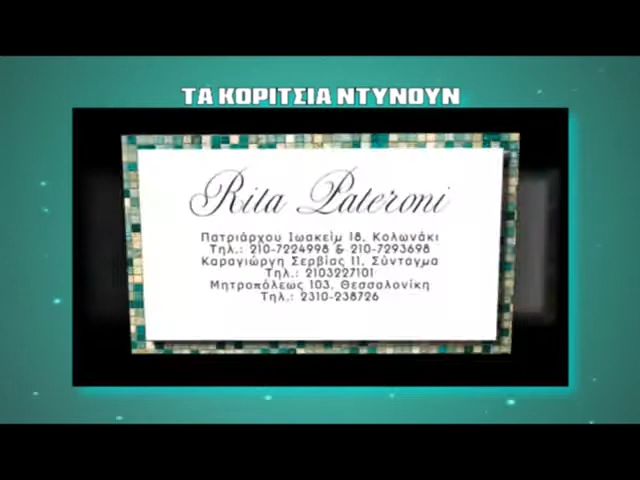 ΤΑ ΚΟΡΙΤΣΙΑ ΝΤΥΝΟΥΝ
Rita Pateroni
Πατριάρχου Ιωακείμ 18, Κολωνάκι
Τηλ.: 210-7224998 & 210-7293698
Καραγιώργη Σερβίας 11, Σύνταγμα
Τηλ.: 2103227101
Μητροπόλεως 103, Θεσσαλονίκη
Τηλ.: 2310-238726